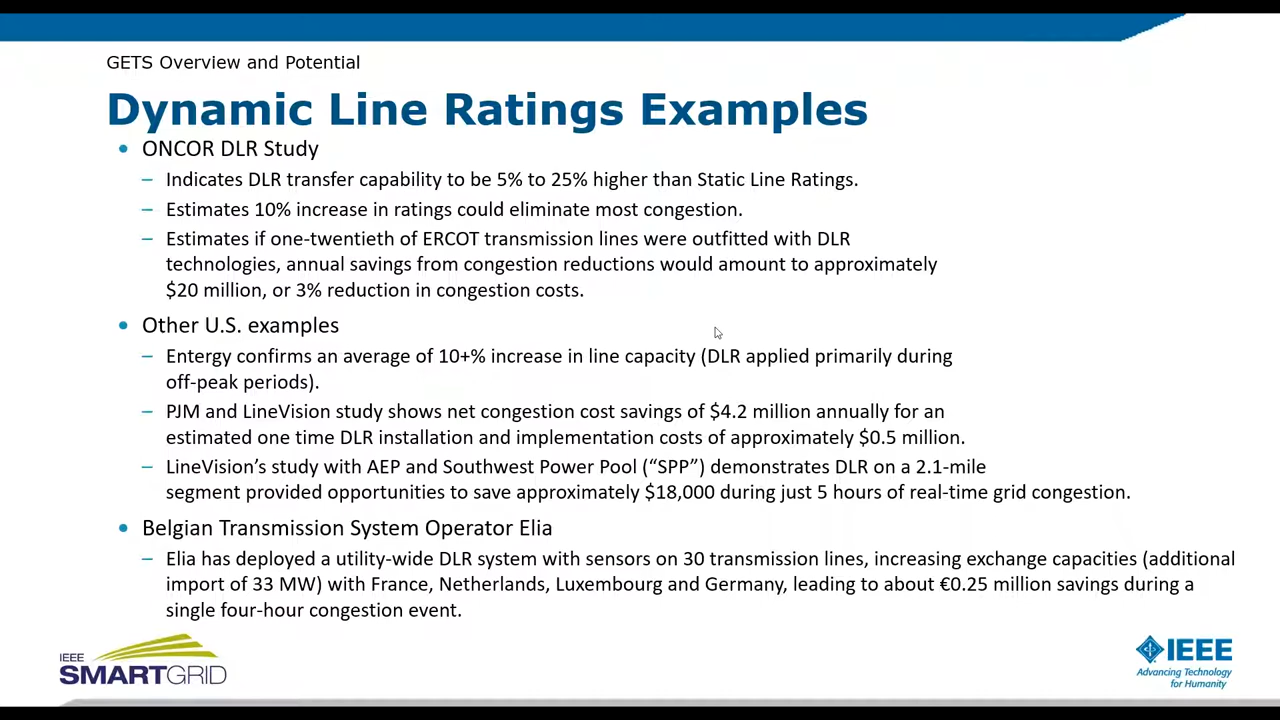 GETS Overview and Potential
Dynamic Line Ratings Examples
• ONCOR DLR Study
– Indicates DLR transfer capability to be 5% to 25% higher than Static Line Ratings.
– Estimates 10% increase in ratings could eliminate most congestion.
– Estimates if one-twentieth of ERCOT transmission lines were outfitted with DLR
technologies, annual savings from congestion reductions would amount to approximately
$20 million, or 3% reduction in congestion costs.
• Other U.S. examples
– Entergy confirms an average of 10+% increase in line capacity (DLR applied primarily during
off-peak periods).
– PJM and LineVision study shows net congestion cost savings of $4.2 million annually for an
estimated one time DLR installation and implementation costs of approximately $0.5 million.
– LineVision’s study with AEP and Southwest Power Pool (“SPP”) demonstrates DLR on a 2.1-mile
segment provided opportunities to save approximately $18,000 during just 5 hours of real-time grid congestion.
• Belgian Transmission System Operator Elia
– Elia has deployed a utility-wide DLR system with sensors on 30 transmission lines, increasing exchange capacities (additional
import of 33 MW) with France, Netherlands, Luxembourg and Germany, leading to about €0.25 million savings during a
single four-hour congestion event.
IEEE
SMARTGRID
IEEE
Advancing Technology
for Humanity